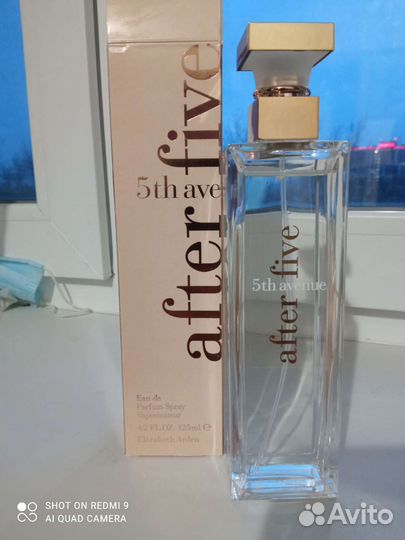 after five
5th ave
Eau de
Parfum Spray
Vaporisateur
4.2 FL.OZ. 125ml ℮
Elizabeth Arden
after five
5th avenue
SHOT ON REDMI 9
AI QUAD CAMERA
Avito